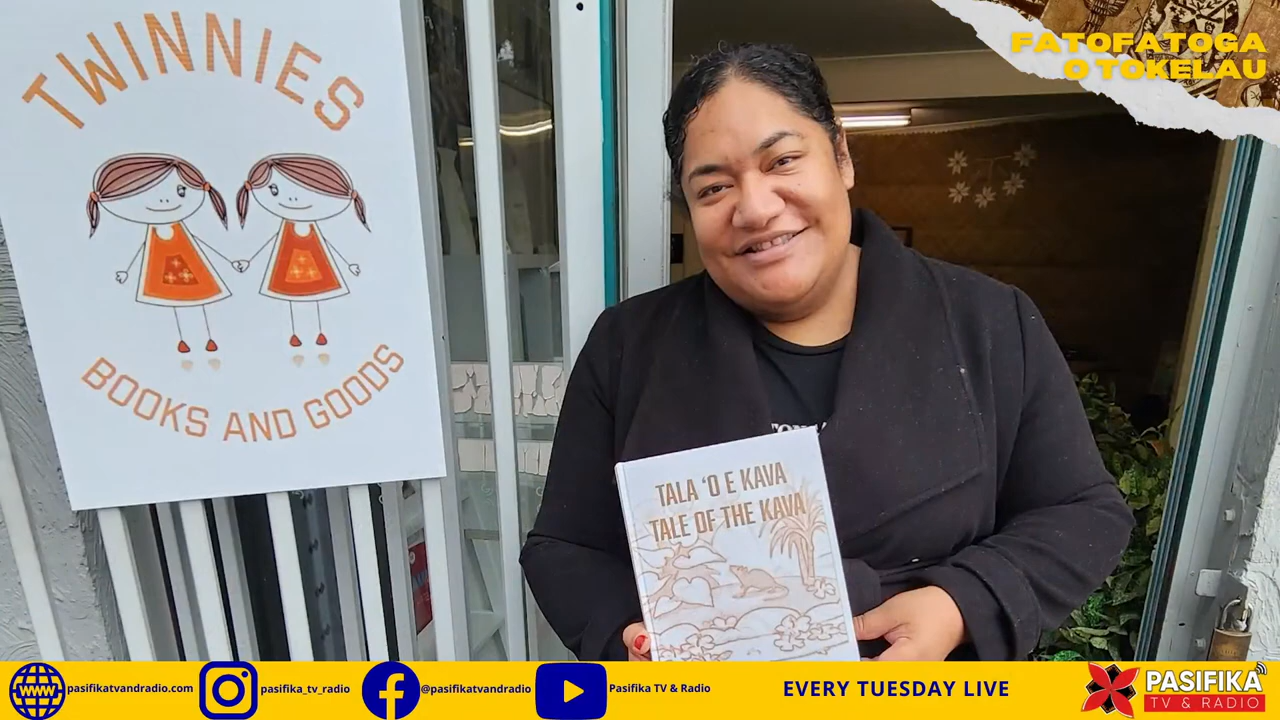 TWINNIES
BOOKS AND GOODS
FATOFATOGA
O TOKELAU
TALA ‘O E KAVA
TALE OF THE KAVA
WWW
pasifikatvandradio.com
pasifika_tv_radio
@pasifikatvandradio
Pasifika TV & Radio
EVERY TUESDAY LIVE
PASIFIKA
TV & RADIO